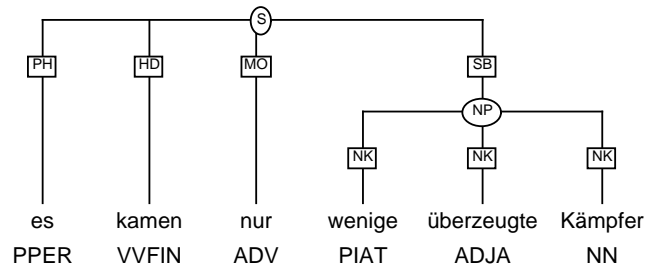 S
PH HD MO SB
NP
NK NK NK
es kamen nur wenige überzeugte Kämpfer
PPER VVFIN ADV PIAT ADJA NN